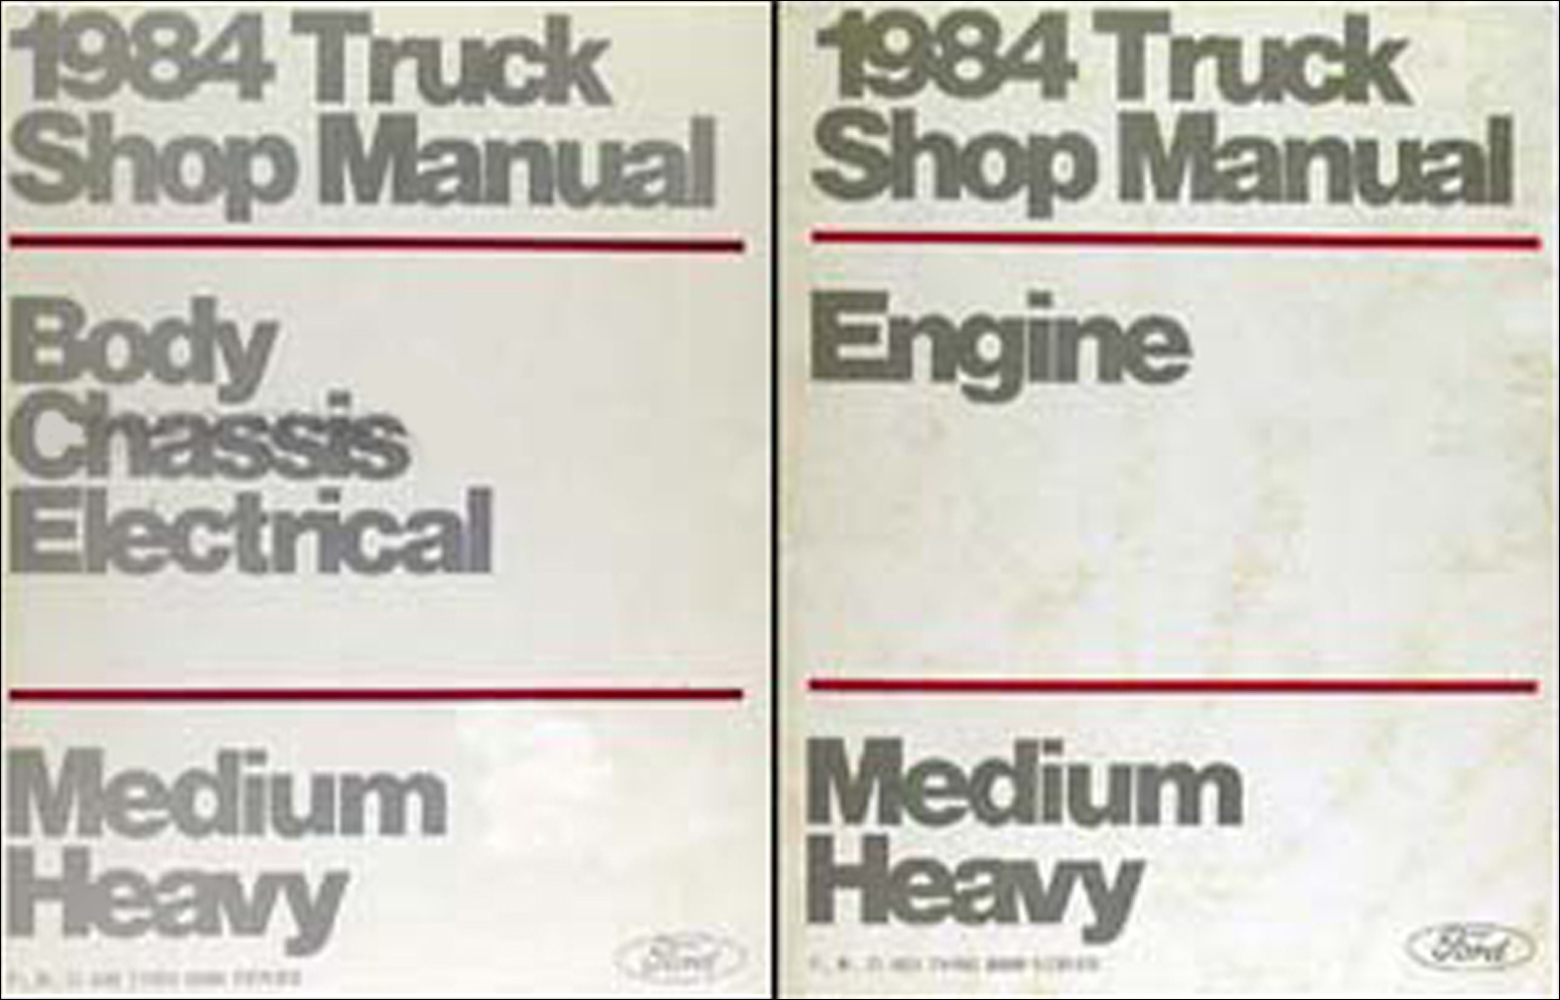 1984 Truck
Shop Manual
Body
Chassis
Electrical
Medium
Heavy
Ford
1984 Truck
Shop Manual
Engine
Medium
Heavy
Ford